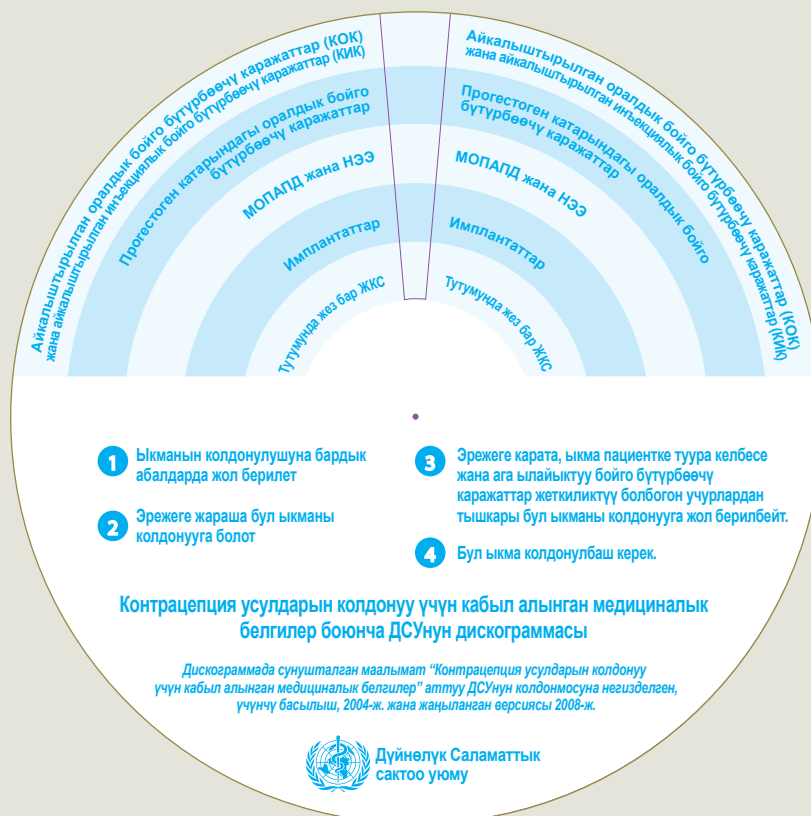 Айкалыштырылган оралдык бойго бүтүрбөөчү каражаттар (КОК)
жана айкалыштырылган инъекциялык бойго бүтүрбөөчү каражаттар (КИК)
Прогестоген катарындагы оралдык бойго
бүтүрбөөчү каражаттар
МОПАПД жана НЭЭ
Имплантаттар
Тутумунда жез бар ЖКС
Айкалыштырылган оралдык бойго бүтүрбөөчү каражаттар (КОК)
жана айкалыштырылган инъекциялык бойго бүтүрбөөчү каражаттар (КИК)
Прогестоген катарындагы оралдык бойго
бүтүрбөөчү каражаттар
МОПАПД жана НЭЭ
Имплантаттар
Тутумунда жез бар ЖКС
1 Ыкманын колдонулушуна бардык
абалдарда жол берилет
2 Эрежеге жараша бул ыкманы
колдонууга болот
3 Эрежеге карата, ыкма пациентке туура келбесе
жана ага ылайыктуу бойго бүтүрбөөчү
каражаттар жеткиликтүү болбогон учурлардан
тышкары бул ыкманы колдонууга жол берилбейт.
4 Бул ыкма колдонулбаш керек.
Контрацепция усулдарын колдонуу үчүн кабыл алынган медициналык
белгилер боюнча ДСУнун дискограммасы
Дискограммада сунушталган маалымат “Контрацепция усулдарын колдонуу
үчүн кабыл алынган медициналык белгилер” аттуу ДСУнун колдонмосуна негизделген,
үчүнчү басылыш, 2004-ж. жана жаңыланган версиясы 2008-ж.
Дүйнөлүк Саламаттык
сактоо уюму